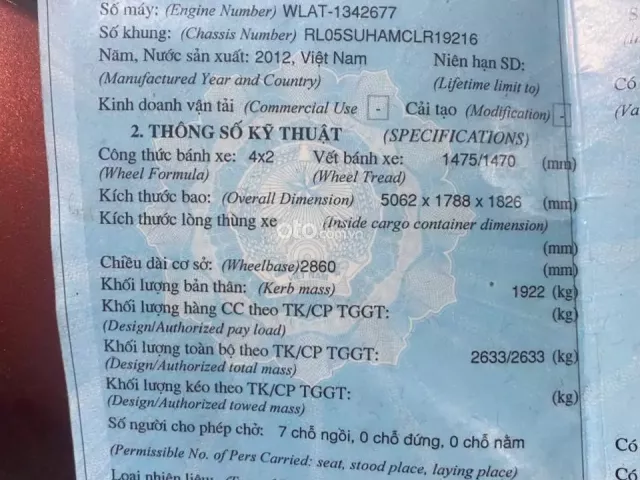 Số máy: (Engine Number) WLAT-1342677
Số khung: (Chassis Number) RL05SUHAMCLR19216
Năm, Nước sản xuất: 2012, Việt Nam Niên hạn SD:
(Manufactured Year and Country) (Lifetime limit to)
Kinh doanh vận tải (Commercial Use - Cải tạo (Modification) -
2. THÔNG SỐ KỸ THUẬT (SPECIFICATIONS)
Công thức bánh xe: 4x2 Vết bánh xe: 1475/1470 (mm)
(Wheel Formula) (Wheel Tread)
Kích thước bao: (Overall Dimension) 5062 x 1788 x 1826 (mm)
Kích thước lòng thùng xe (Inside cargo container dimension)
oto.com.vn
(mm)
Chiều dài cơ sở: (Wheelbase)2860 (mm)
Khối lượng bản thân: (Kerb mass) 1922 (kg)
Khối lượng hàng CC theo TK/CP TGGT: (kg)
(Design/Authorized pay load)
Khối lượng toàn bộ theo TK/CP TGGT: 2633/2633 (kg)
(Design/Authorized total mass)
Khối lượng kéo theo TK/CP TGGT: (kg)
(Design/Authorized towed mass)
Số người cho phép chở: 7 chỗ ngồi, 0 chỗ đứng, 0 chỗ nằm
(Permissible No. of Pers Carried: seat, stood place, laying place)
Loại nhiên liệu:
Có
(Va
Có
Có